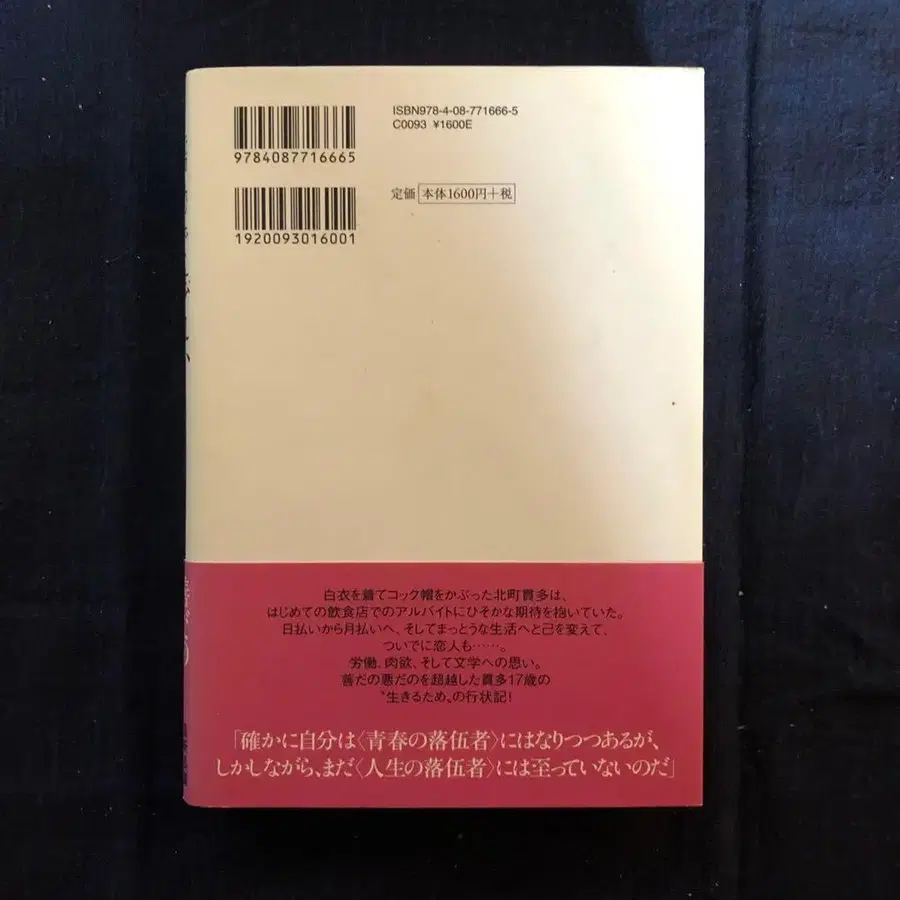 ISBN978-4-08-771666-5
C0093 ¥1600E
9784087716665
定価 本体1600円+税
1920093016001
白衣を着てコック帽をかぶった北町貫多は、
はじめての飲食店でのアルバイトにひそかな期待を抱いていた。
日払いから月払いへ、そしてまっとうな生活へと己を変えて、
ついでに恋人も……。
労働、肉欲、そして文学への思い。
善だの悪だのを超越した貫多17歳の
〝生きるため〟の行状記!
「確かに自分は〈青春の落伍者〉にはなりつつあるが、
しかしながら、まだ〈人生の落伍者〉には至っていないのだ」